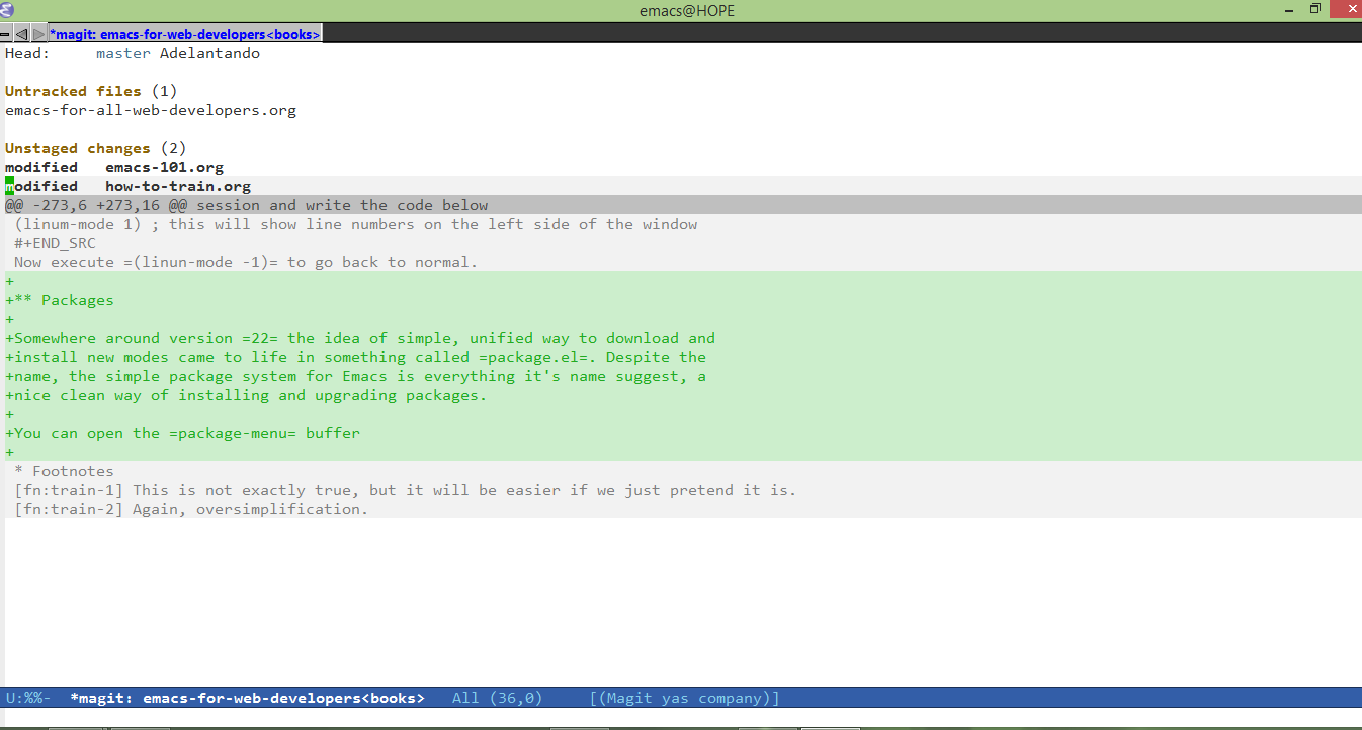 emacs@HOPE
*magit: emacs-for-web-developers<books>
Head:     master Adelantando
Untracked files (1)
emacs-for-all-web-developers.org
Unstaged changes (2)
modified   emacs-101.org
modified   how-to-train.org
@@ -273,6 +273,16 @@ session and write the code below
 (linum-mode 1) ; this will show line numbers on the left side of the window
 #+END_SRC
 Now execute =(linun-mode -1)= to go back to normal.
+
+** Packages
+
+Somewhere around version =22= the idea of simple, unified way to download and
+install new modes came to life in something called =package.el=. Despite the
+name, the simple package system for Emacs is everything it's name suggest, a
+nice clean way of installing and upgrading packages.
+
+You can open the =package-menu= buffer
+
 * Footnotes
 [fn:train-1] This is not exactly true, but it will be easier if we just pretend it is.
 [fn:train-2] Again, oversimplification.
U:%%-  *magit: emacs-for-web-developers<books>   All (36,0)     [(Magit yas company)]